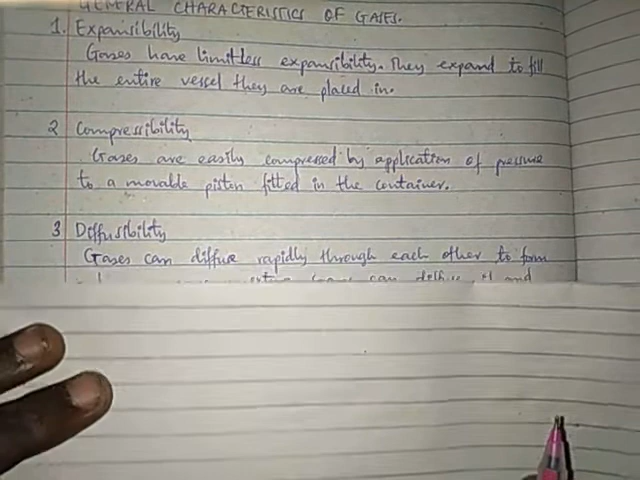 GENERAL CHARACTERISTICS OF GASES.
1. Expansibility
Gases have limitless expansibility. They expand to fill
the entire vessel they are placed in.
2 Compressibility
Gases are easily compressed by application of pressure
to a movable piston fitted in the container.
3 Diffusibility
Gases can diffuse rapidly through each other to form
can and